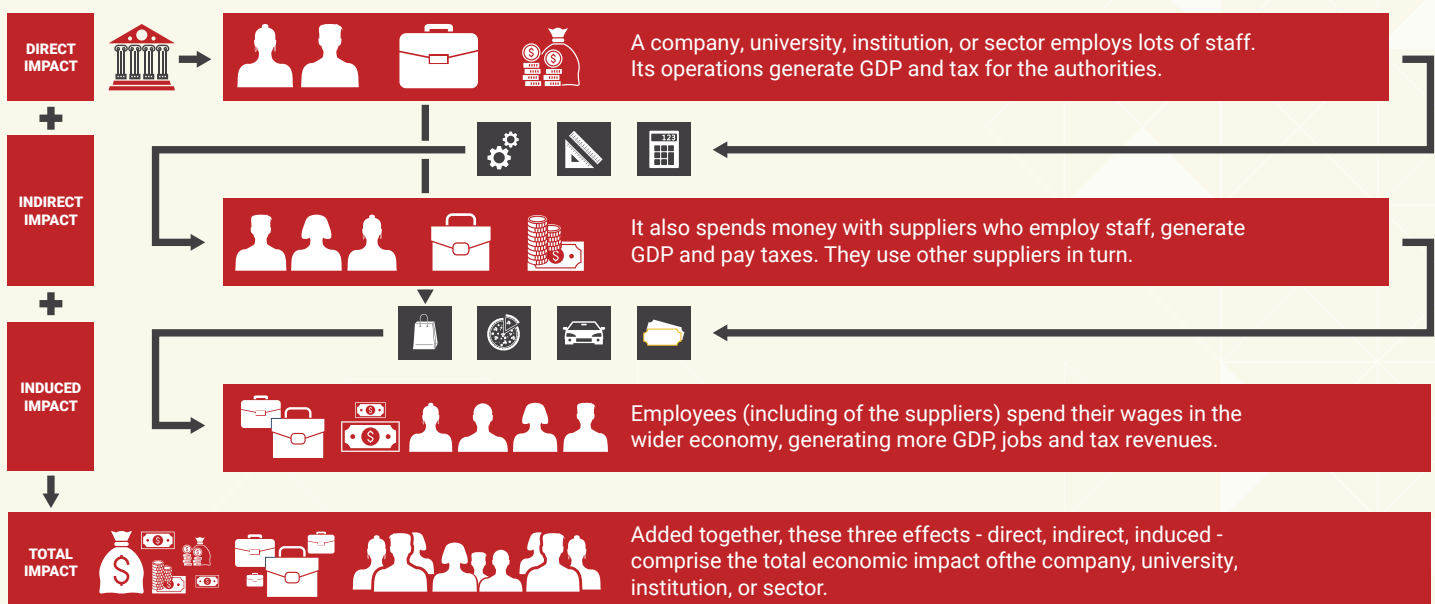 DIRECT
IMPACT
A company, university, institution, or sector employs lots of staff.
Its operations generate GDP and tax for the authorities.
123
INDIRECT
IMPACT
It also spends money with suppliers who employ staff, generate
GDP and pay taxes. They use other suppliers in turn.
INDUCED
IMPACT
Employees (including of the suppliers) spend their wages in the
wider economy, generating more GDP, jobs and tax revenues.
TOTAL
IMPACT
Added together, these three effects - direct, indirect, induced -
comprise the total economic impact ofthe company, university,
institution, or sector.